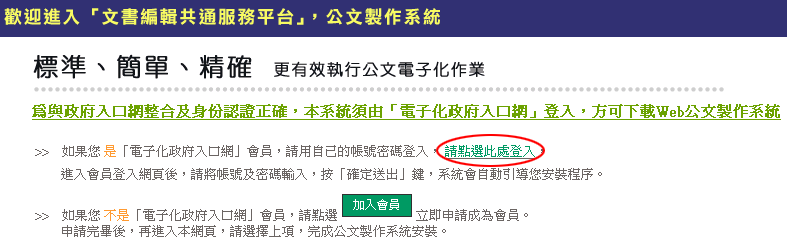 歡迎進入「文書編輯共通服務平台」，公文製作系統
標準、簡單、精確 更有效執行公文電子化作業
為與政府入口網整合及身份認證正確，本系統須由「電子化政府入口網」登入，方可下載Web公文製作系統
>> 如果您 是「電子化政府入口網」會員，請用自己的帳號密碼登入，請點選此處登入。
進入會員登入網頁後，請將帳號及密碼輸入，按「確定送出」鍵，系統會自動引導您安裝程序。
>> 如果您 不是「電子化政府入口網」會員，請點選 加入會員 立即申請成為會員。
申請完畢後，再進入本網頁，請選擇上項，完成公文製作系統安裝。